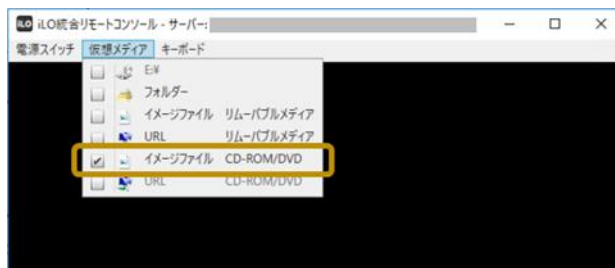 iLO iLO統合リモートコンソール - サーバー:
電源スイッチ 仮想メディア キーボード
E:¥
フォルダー
イメージファイル リムーバブルメディア
URL リムーバブルメディア
イメージファイル CD-ROM/DVD
URL CD-ROM/DVD